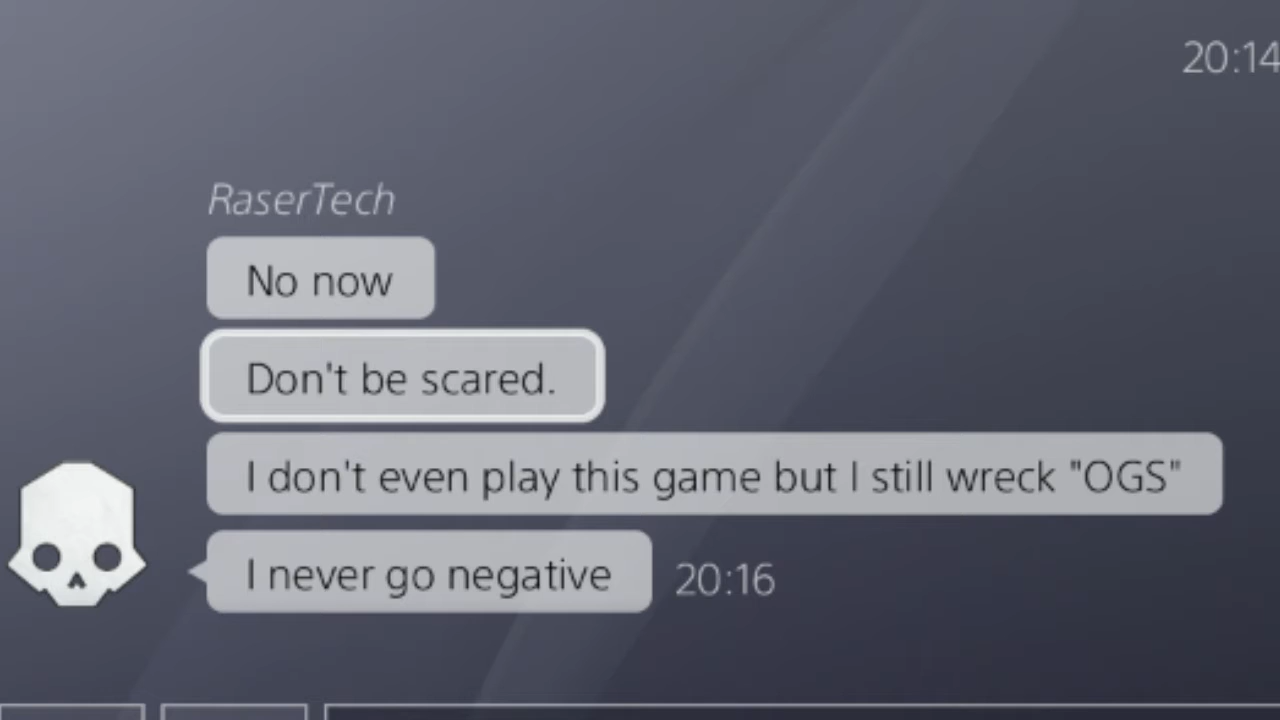 20:14
RaserTech
No now
Don't be scared.
I don't even play this game but I still wreck "OGS"
I never go negative 20:16